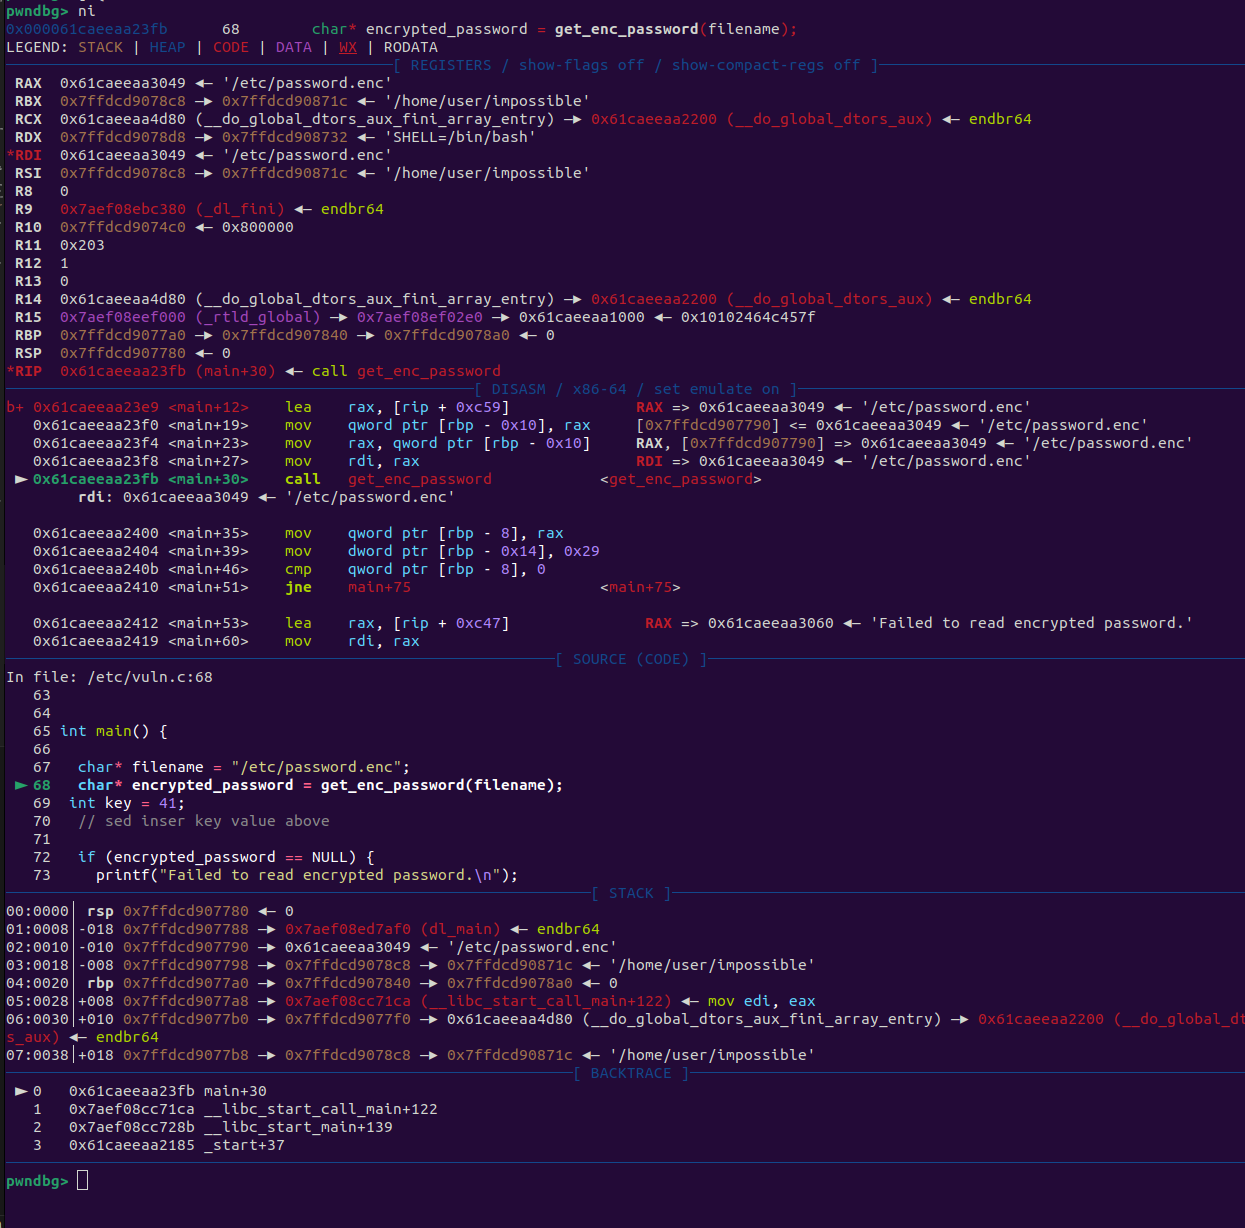 pwndbg> ni
0x000061caeeaa23fb      68        char* encrypted_password = get_enc_password(filename);
LEGEND: STACK | HEAP | CODE | DATA | WX | RODATA
[ REGISTERS / show-flags off / show-compact-regs off ]
RAX  0x61caeeaa3049 ◂— '/etc/password.enc'
RBX  0x7ffdcd9078c8 —▸ 0x7ffdcd90871c ◂— '/home/user/impossible'
RCX  0x61caeeaa4d80 (__do_global_dtors_aux_fini_array_entry) —▸ 0x61caeeaa2200 (__do_global_dtors_aux) ◂— endbr64
RDX  0x7ffdcd9078d8 —▸ 0x7ffdcd908732 ◂— 'SHELL=/bin/bash'
*RDI  0x61caeeaa3049 ◂— '/etc/password.enc'
RSI  0x7ffdcd9078c8 —▸ 0x7ffdcd90871c ◂— '/home/user/impossible'
R8   0
R9   0x7aef08ebc380 (_dl_fini) ◂— endbr64
R10  0x7ffdcd9074c0 ◂— 0x800000
R11  0x203
R12  1
R13  0
R14  0x61caeeaa4d80 (__do_global_dtors_aux_fini_array_entry) —▸ 0x61caeeaa2200 (__do_global_dtors_aux) ◂— endbr64
R15  0x7aef08eef000 (_rtld_global) —▸ 0x7aef08ef02e0 —▸ 0x61caeeaa1000 ◂— 0x10102464c457f
RBP  0x7ffdcd9077a0 —▸ 0x7ffdcd907840 —▸ 0x7ffdcd9078a0 ◂— 0
RSP  0x7ffdcd907780 ◂— 0
*RIP  0x61caeeaa23fb (main+30) ◂— call get_enc_password
[ DISASM / x86-64 / set emulate on ]
b+ 0x61caeeaa23e9 <main+12>    lea    rax, [rip + 0xc59]              RAX => 0x61caeeaa3049 ◂— '/etc/password.enc'
0x61caeeaa23f0 <main+19>    mov    qword ptr [rbp - 0x10], rax     [0x7ffdcd907790] <= 0x61caeeaa3049 ◂— '/etc/password.enc'
0x61caeeaa23f4 <main+23>    mov    rax, qword ptr [rbp - 0x10]     RAX, [0x7ffdcd907790] => 0x61caeeaa3049 ◂— '/etc/password.enc'
0x61caeeaa23f8 <main+27>    mov    rdi, rax                        RDI => 0x61caeeaa3049 ◂— '/etc/password.enc'
► 0x61caeeaa23fb <main+30>    call   get_enc_password            <get_enc_password>
rdi: 0x61caeeaa3049 ◂— '/etc/password.enc'
0x61caeeaa2400 <main+35>    mov    qword ptr [rbp - 8], rax
0x61caeeaa2404 <main+39>    mov    dword ptr [rbp - 0x14], 0x29
0x61caeeaa240b <main+46>    cmp    qword ptr [rbp - 8], 0
0x61caeeaa2410 <main+51>    jne    main+75                     <main+75>
0x61caeeaa2412 <main+53>    lea    rax, [rip + 0xc47]               RAX => 0x61caeeaa3060 ◂— 'Failed to read encrypted password.'
0x61caeeaa2419 <main+60>    mov    rdi, rax
[ SOURCE (CODE) ]
In file: /etc/vuln.c:68
63
64
65 int main() {
66
67   char* filename = "/etc/password.enc";
► 68   char* encrypted_password = get_enc_password(filename);
69  int key = 41;
70   // sed inser key value above
71
72   if (encrypted_password == NULL) {
73     printf("Failed to read encrypted password.\n");
[ STACK ]
00:0000│ rsp 0x7ffdcd907780 ◂— 0
01:0008│-018 0x7ffdcd907788 —▸ 0x7aef08ed7af0 (dl_main) ◂— endbr64
02:0010│-010 0x7ffdcd907790 —▸ 0x61caeeaa3049 ◂— '/etc/password.enc'
03:0018│-008 0x7ffdcd907798 —▸ 0x7ffdcd9078c8 —▸ 0x7ffdcd90871c ◂— '/home/user/impossible'
04:0020│ rbp 0x7ffdcd9077a0 —▸ 0x7ffdcd907840 —▸ 0x7ffdcd9078a0 ◂— 0
05:0028│+008 0x7ffdcd9077a8 —▸ 0x7aef08cc71ca (__libc_start_call_main+122) ◂— mov edi, eax
06:0030│+010 0x7ffdcd9077b0 —▸ 0x7ffdcd9077f0 —▸ 0x61caeeaa4d80 (__do_global_dtors_aux_fini_array_entry) —▸ 0x61caeeaa2200 (__do_global_dt
s_aux) ◂— endbr64
07:0038│+018 0x7ffdcd9077b8 —▸ 0x7ffdcd9078c8 —▸ 0x7ffdcd90871c ◂— '/home/user/impossible'
[ BACKTRACE ]
► 0   0x61caeeaa23fb main+30
1   0x7aef08cc71ca __libc_start_call_main+122
2   0x7aef08cc728b __libc_start_main+139
3   0x61caeeaa2185 _start+37
pwndbg>